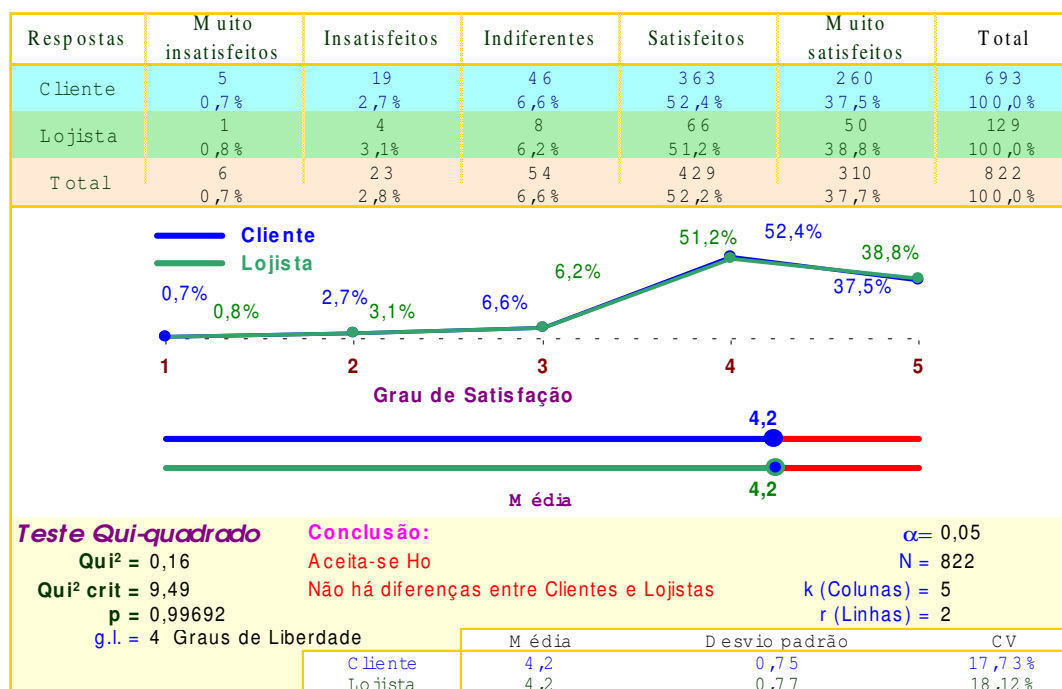 Respostas Muito insatisfeitos Insatisfeitos Indiferentes Satisfeitos Muito satisfeitos Total
Cliente 5 19 46 363 260 693
0,7% 2,7% 6,6% 52,4% 37,5% 100,0%
Lojista 1 4 8 66 50 129
0,8% 3,1% 6,2% 51,2% 38,8% 100,0%
Total 6 23 54 429 310 822
0,7% 2,8% 6,6% 52,2% 37,7% 100,0%
Cliente
Lojista
0,7% 0,8% 2,7% 3,1% 6,6% 6,2% 51,2% 52,4% 38,8% 37,5%
1 2 3 4 5
Grau de Satisfação
4,2
4,2
Média
Teste Qui-quadrado Conclusão: α= 0,05
Qui² = 0,16 Aceita-se Ho N = 822
Qui² crit = 9,49 Não há diferenças entre Clientes e Lojistas k (Colunas) = 5
p = 0,99692 r (Linhas) = 2
g.l. = 4 Graus de Liberdade
Média Desvio padrão CV
Cliente 4,2 0,75 17,73%
Lojista 4,2 0,77 18,12%